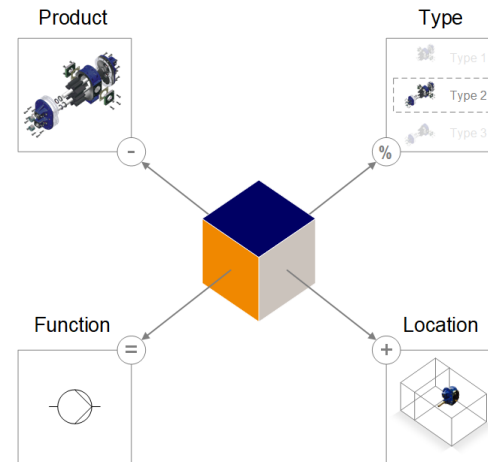 Product
Type
Type 1
Type 2
Type 3
-
%
Function
Location
=
+